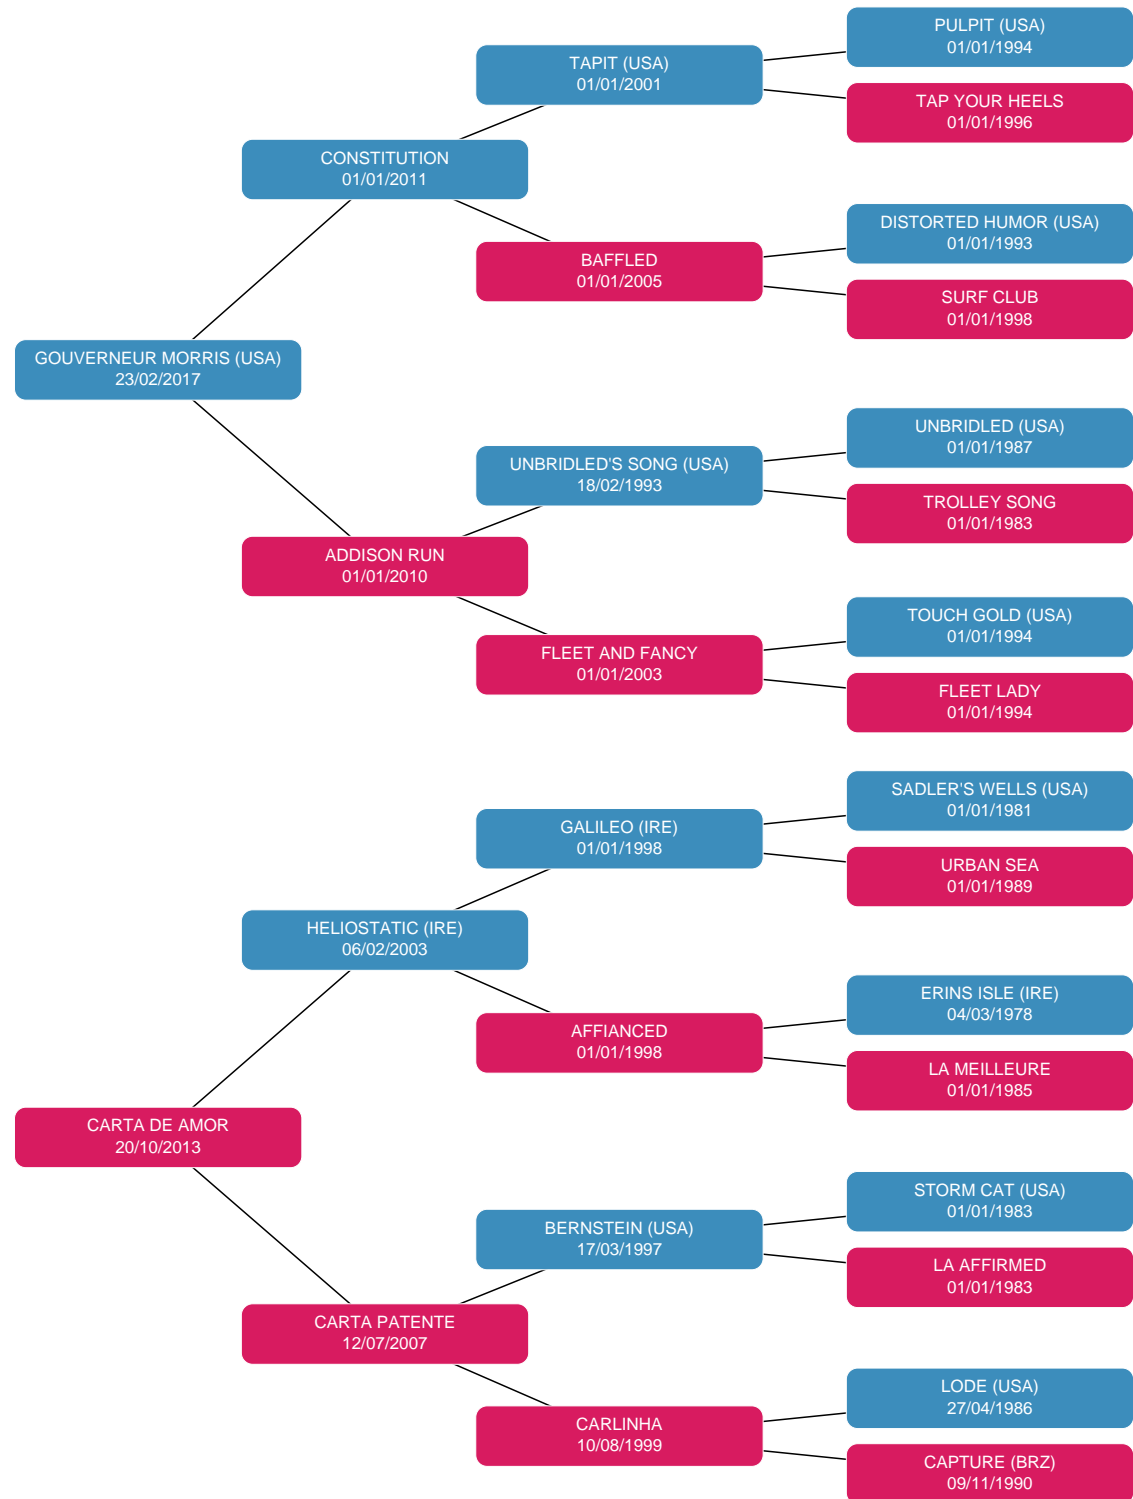 PULPIT (USA)
01/01/1994
TAPIT (USA)
01/01/2001
TAP YOUR HEELS
01/01/1996
CONSTITUTION
01/01/2011
DISTORTED HUMOR (USA)
01/01/1993
BAFFLED
01/01/2005
SURF CLUB
01/01/1998
GOUVERNEUR MORRIS (USA)
23/02/2017
UNBRIDLED (USA)
01/01/1987
UNBRIDLED'S SONG (USA)
18/02/1993
TROLLEY SONG
01/01/1983
ADDISON RUN
01/01/2010
TOUCH GOLD (USA)
01/01/1994
FLEET AND FANCY
01/01/2003
FLEET LADY
01/01/1994
SADLER'S WELLS (USA)
01/01/1981
GALILEO (IRE)
01/01/1998
URBAN SEA
01/01/1989
HELIOSTATIC (IRE)
06/02/2003
ERINS ISLE (IRE)
04/03/1978
AFFIANCED
01/01/1998
LA MEILLEURE
01/01/1985
CARTA DE AMOR
20/10/2013
STORM CAT (USA)
01/01/1983
BERNSTEIN (USA)
17/03/1997
LA AFFIRMED
01/01/1983
CARTA PATENTE
12/07/2007
LODE (USA)
27/04/1986
CARLINHA
10/08/1999
CAPTURE (BRZ)
09/11/1990